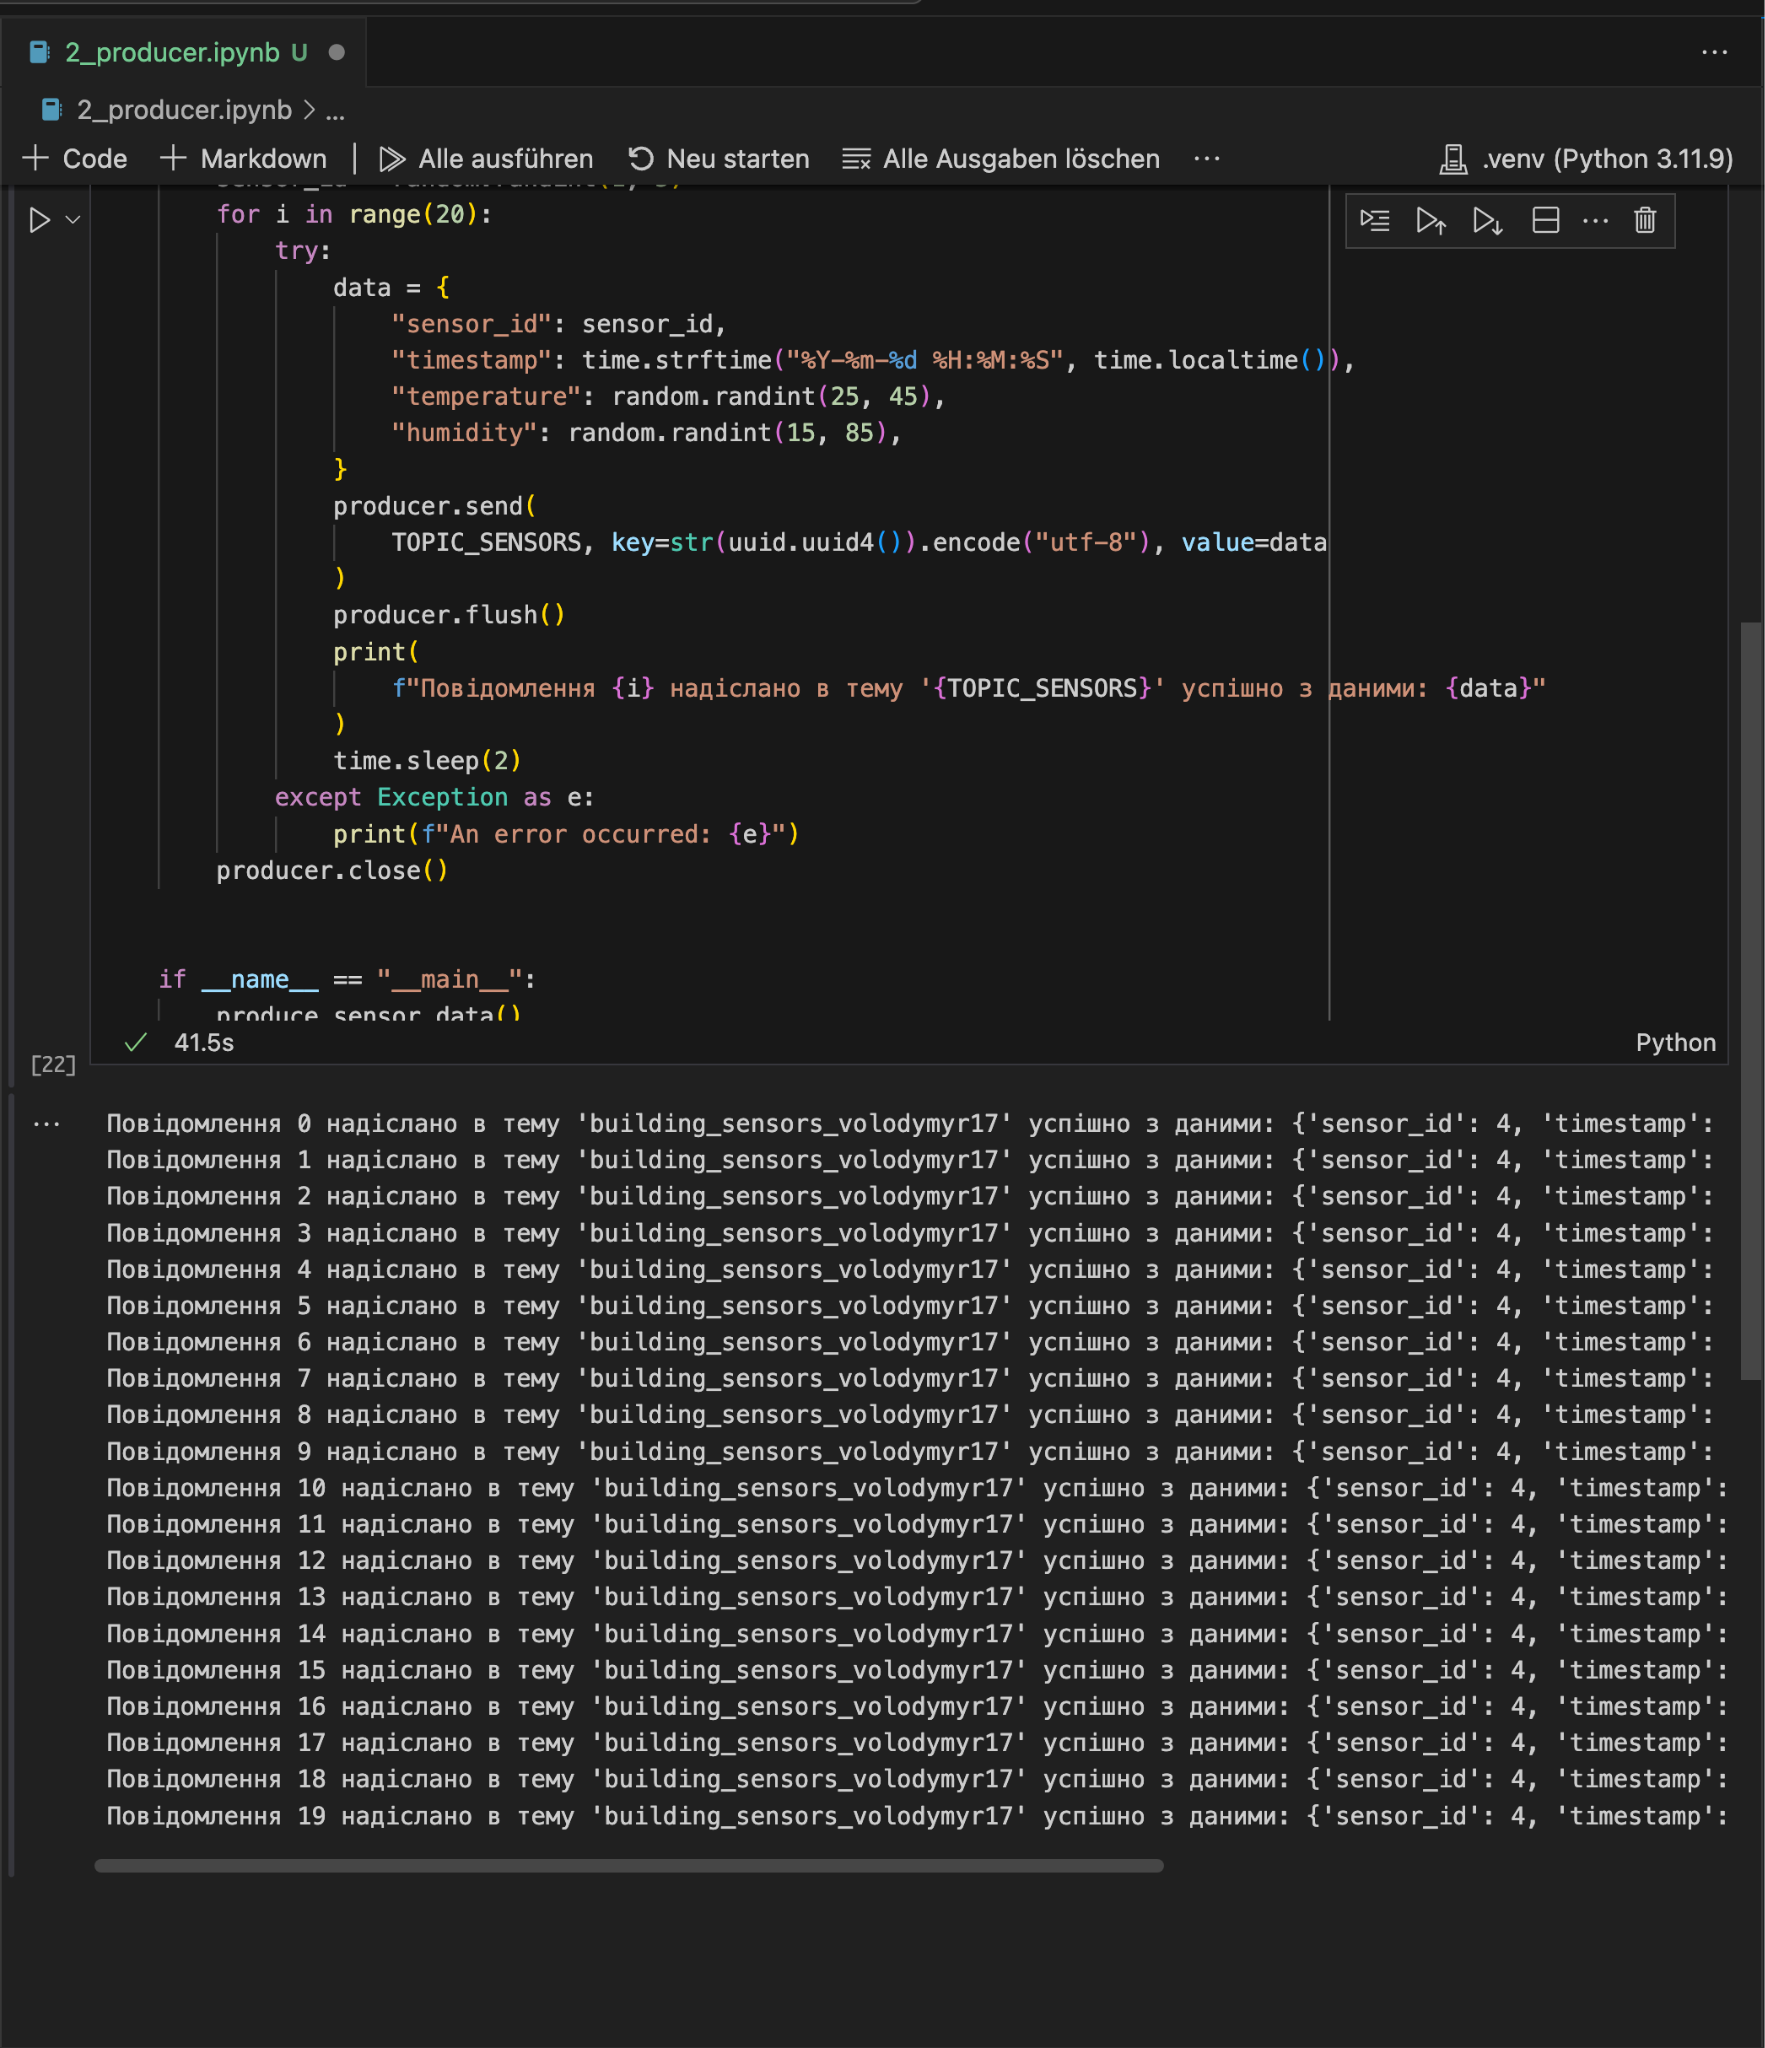 2_producer.ipynb U
2_producer.ipynb > ...
+ Code + Markdown | Alle ausführen Neu starten Alle Ausgaben löschen ... .venv (Python 3.11.9)
for i in range(20):
try:
data = {
"sensor_id": sensor_id,
"timestamp": time.strftime("%Y-%m-%d %H:%M:%S", time.localtime()),
"temperature": random.randint(25, 45),
"humidity": random.randint(15, 85),
}
producer.send(
TOPIC_SENSORS, key=str(uuid.uuid4()).encode("utf-8"), value=data
)
producer.flush()
print(
f"Повідомлення {i} надіслано в тему '{TOPIC_SENSORS}' успішно з даними: {data}"
)
time.sleep(2)
except Exception as e:
print(f"An error occurred: {e}")
producer.close()
if __name__ == "__main__":
produce_sensor_data()
41.5s
Python
[22]
Повідомлення 0 надіслано в тему 'building_sensors_volodymyr17' успішно з даними: {'sensor_id': 4, 'timestamp':
Повідомлення 1 надіслано в тему 'building_sensors_volodymyr17' успішно з даними: {'sensor_id': 4, 'timestamp':
Повідомлення 2 надіслано в тему 'building_sensors_volodymyr17' успішно з даними: {'sensor_id': 4, 'timestamp':
Повідомлення 3 надіслано в тему 'building_sensors_volodymyr17' успішно з даними: {'sensor_id': 4, 'timestamp':
Повідомлення 4 надіслано в тему 'building_sensors_volodymyr17' успішно з даними: {'sensor_id': 4, 'timestamp':
Повідомлення 5 надіслано в тему 'building_sensors_volodymyr17' успішно з даними: {'sensor_id': 4, 'timestamp':
Повідомлення 6 надіслано в тему 'building_sensors_volodymyr17' успішно з даними: {'sensor_id': 4, 'timestamp':
Повідомлення 7 надіслано в тему 'building_sensors_volodymyr17' успішно з даними: {'sensor_id': 4, 'timestamp':
Повідомлення 8 надіслано в тему 'building_sensors_volodymyr17' успішно з даними: {'sensor_id': 4, 'timestamp':
Повідомлення 9 надіслано в тему 'building_sensors_volodymyr17' успішно з даними: {'sensor_id': 4, 'timestamp':
Повідомлення 10 надіслано в тему 'building_sensors_volodymyr17' успішно з даними: {'sensor_id': 4, 'timestamp':
Повідомлення 11 надіслано в тему 'building_sensors_volodymyr17' успішно з даними: {'sensor_id': 4, 'timestamp':
Повідомлення 12 надіслано в тему 'building_sensors_volodymyr17' успішно з даними: {'sensor_id': 4, 'timestamp':
Повідомлення 13 надіслано в тему 'building_sensors_volodymyr17' успішно з даними: {'sensor_id': 4, 'timestamp':
Повідомлення 14 надіслано в тему 'building_sensors_volodymyr17' успішно з даними: {'sensor_id': 4, 'timestamp':
Повідомлення 15 надіслано в тему 'building_sensors_volodymyr17' успішно з даними: {'sensor_id': 4, 'timestamp':
Повідомлення 16 надіслано в тему 'building_sensors_volodymyr17' успішно з даними: {'sensor_id': 4, 'timestamp':
Повідомлення 17 надіслано в тему 'building_sensors_volodymyr17' успішно з даними: {'sensor_id': 4, 'timestamp':
Повідомлення 18 надіслано в тему 'building_sensors_volodymyr17' успішно з даними: {'sensor_id': 4, 'timestamp':
Повідомлення 19 надіслано в тему 'building_sensors_volodymyr17' успішно з даними: {'sensor_id': 4, 'timestamp':